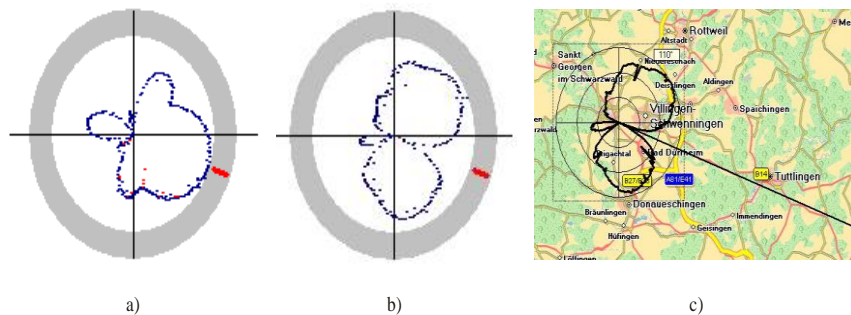 Rottweil
Altstadt
110°
Sankt
Georgen
im Schwarzwald
Niedereschach
Deisslingen
Aldingen
Villingen-
Schwenningen
Spaichingen
Bad Dürrheim
Brigachtal
B27/B33
A81/E41
B14
Tuttlingen
Donaueschingen
Bräunlingen
Immendingen
Hüfingen
Geisingen
Löffingen
a)
b)
c)